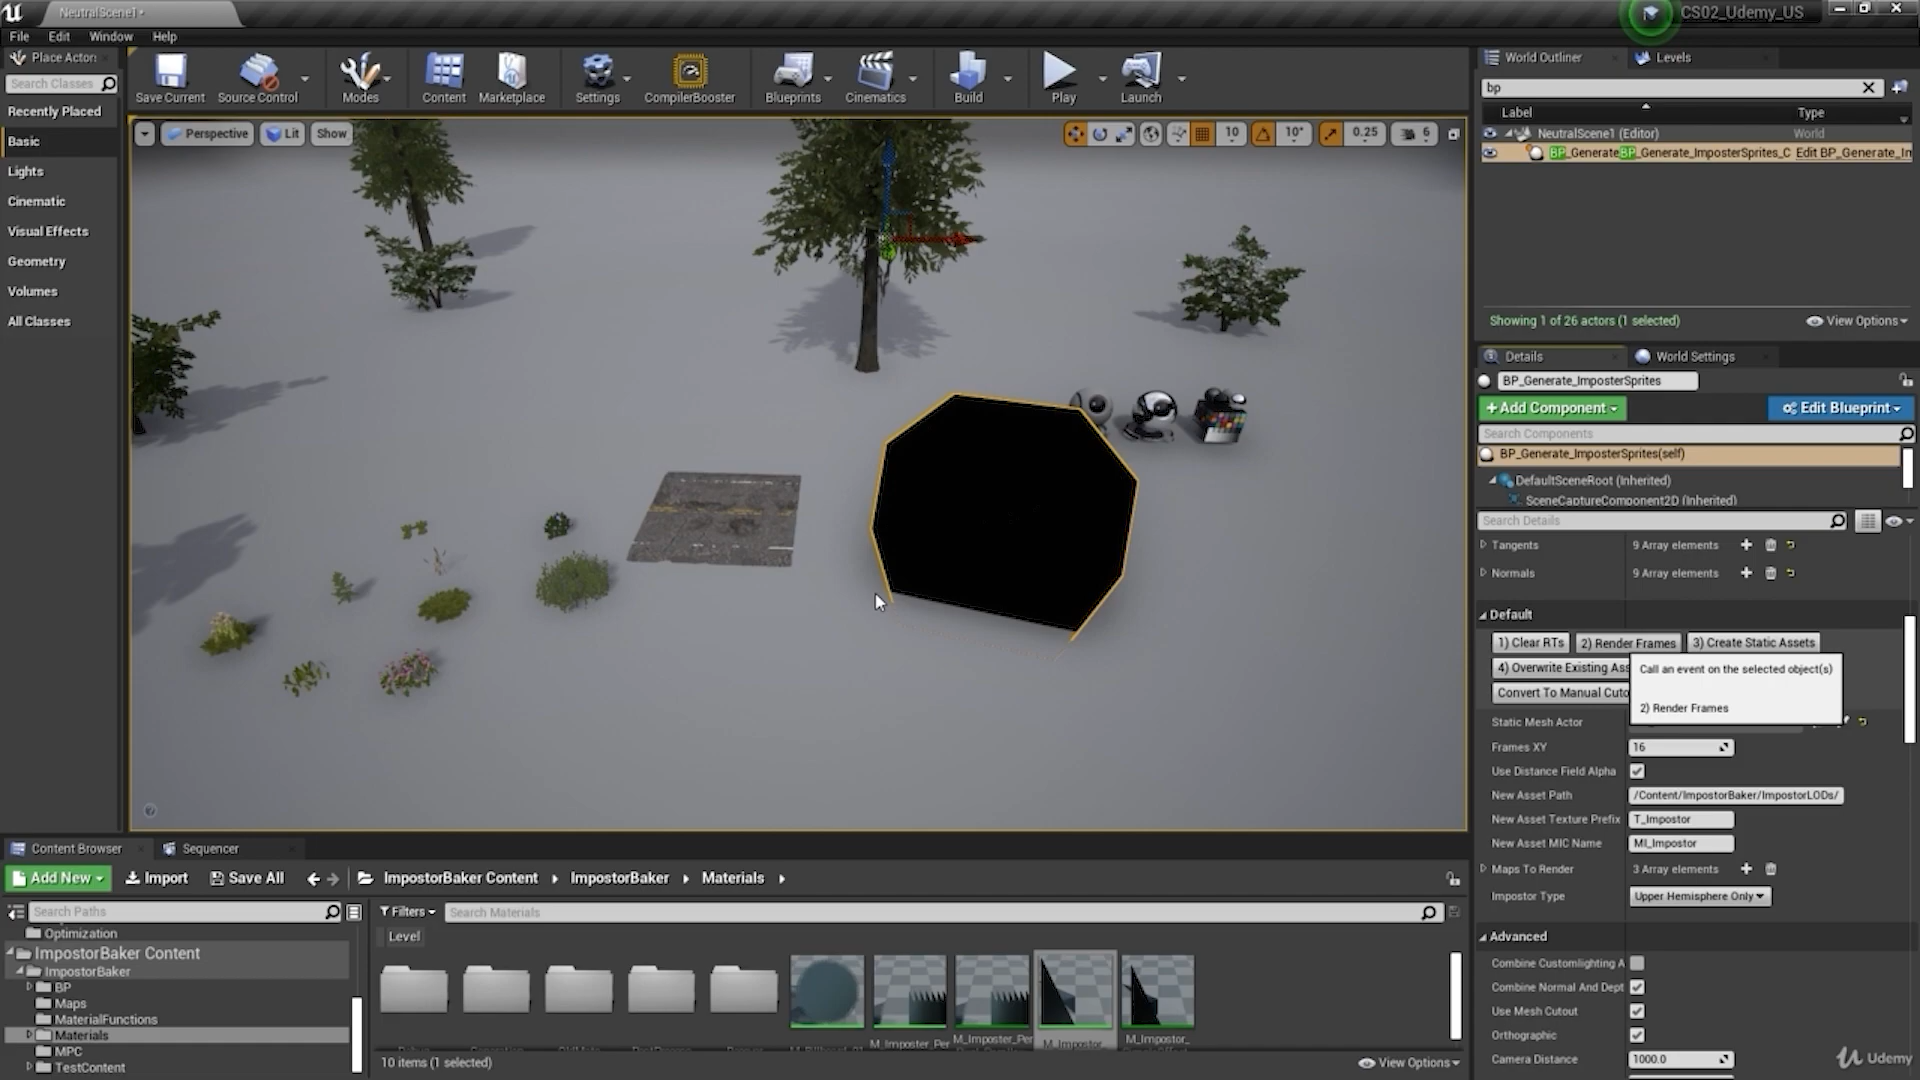 NeutralScene1*
CS02_Udemy_US
File Edit Window Help
Place Actors
Search Classes
Recently Placed
Basic
Lights
Cinematic
Visual Effects
Geometry
Volumes
All Classes
Save Current Source Control Modes Content Marketplace Settings CompilerBooster Blueprints Cinematics Build Play Launch
Perspective Lit Show
10 10° 0.25 6
World Outliner Levels
bp
Label Type
NeutralScene1 (Editor) World
BP_Generate BP_Generate_ImposterSprites_C Edit BP_Generate_In
Showing 1 of 26 actors (1 selected) View Options
Details World Settings
BP_Generate_ImposterSprites
+Add Component Edit Blueprint
Search Components
BP_Generate_ImposterSprites(self)
DefaultSceneRoot (Inherited)
SceneCaptureComponent2D (Inherited)
Search Details
Tangents 9 Array elements
Normals 9 Array elements
Default
1) Clear RTs 2) Render Frames 3) Create Static Assets
4) Overwrite Existing Ass
Convert To Manual Cuto
Call an event on the selected object(s)
2) Render Frames
Static Mesh Actor
Frames XY 16
Use Distance Field Alpha
New Asset Path /Content/ImpostorBaker/ImpostorLODs/
New Asset Texture Prefix T_Impostor
New Asset MIC Name MI_Impostor
Maps To Render 3 Array elements
Impostor Type Upper Hemisphere Only
Advanced
Combine Customlighting A
Combine Normal And Dept
Use Mesh Cutout
Orthographic
Camera Distance 1000.0
Udemy
Content Browser Sequencer
Add New Import Save All ImpostorBaker Content ImpostorBaker Materials
Search Paths
Filters Search Materials
Level
Optimization
ImpostorBaker Content
ImpostorBaker
BP
Maps
MaterialFunctions
Materials
MPC
TestContent
M_Imposter_Per M_Imposter_Per M_Impostor M_Impostor_
10 items (1 selected) View Options